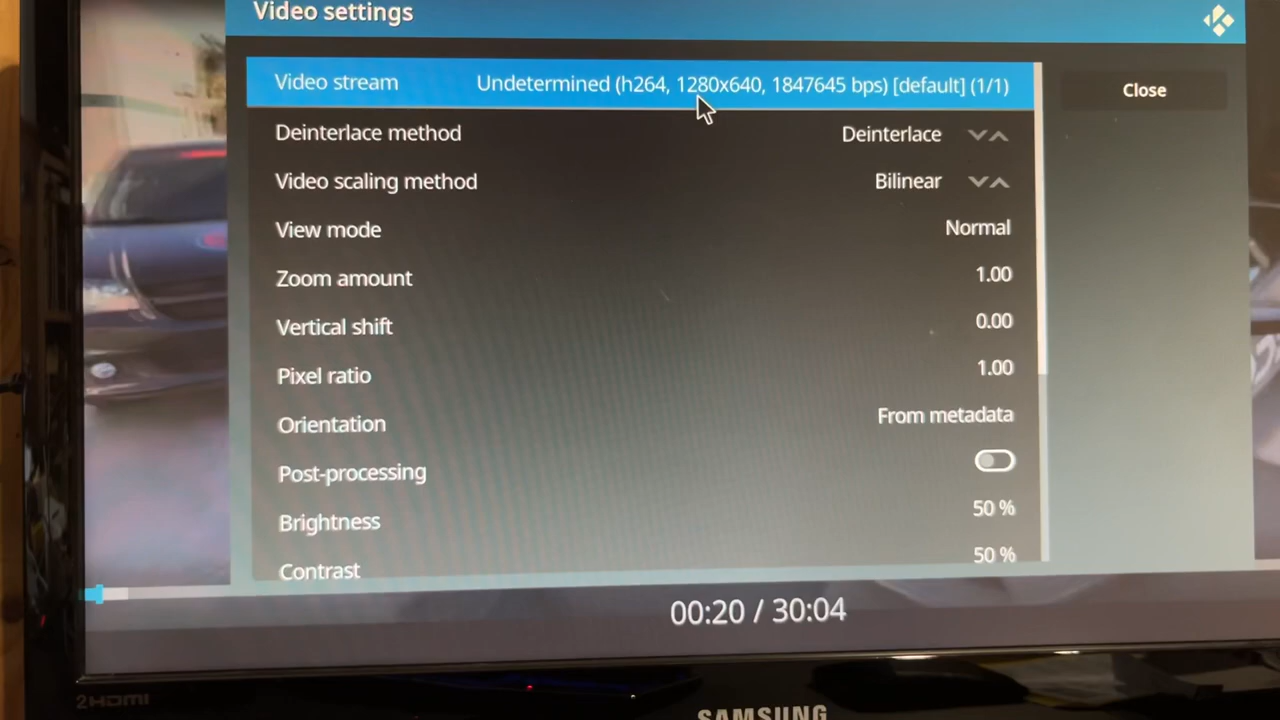 Video settings
Video stream Undetermined (h264, 1280x640, 1847645 bps) [default] (1/1)
Close
Deinterlace method Deinterlace
Video scaling method Bilinear
View mode Normal
Zoom amount 1.00
Vertical shift 0.00
Pixel ratio 1.00
Orientation From metadata
Post-processing
Brightness 50 %
Contrast 50 %
00:20 / 30:04
2HDMI
SAMSUNG